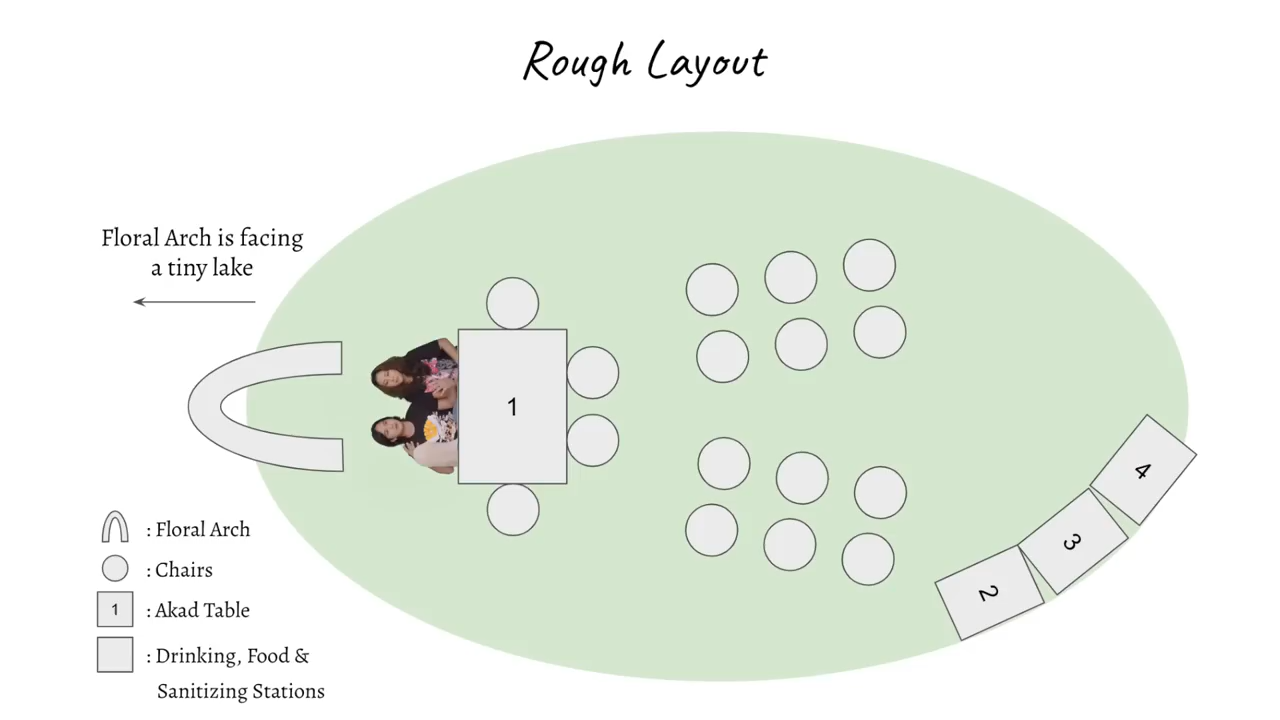 Rough Layout
Floral Arch is facing
a tiny lake
1
4
3
2
: Floral Arch
: Chairs
1 : Akad Table
: Drinking, Food &
Sanitizing Stations